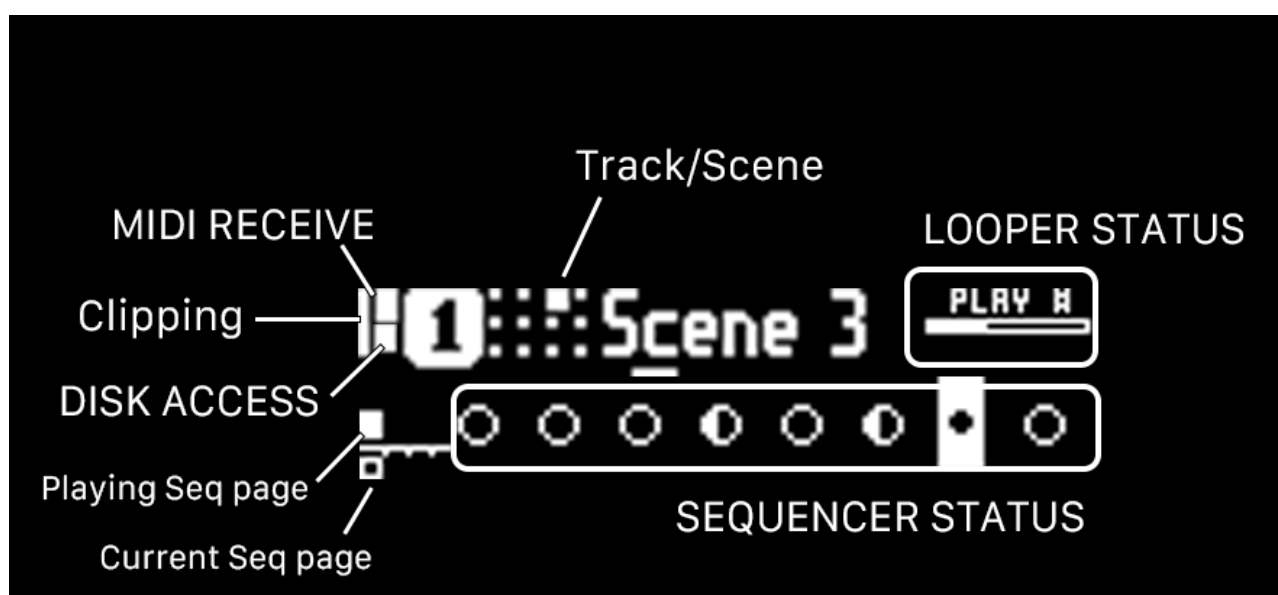 Track/Scene
MIDI RECEIVE
LOOPER STATUS
Clipping
1
Scene 3
PLAY
DISK ACCESS
Playing Seq page
SEQUENCER STATUS
Current Seq page